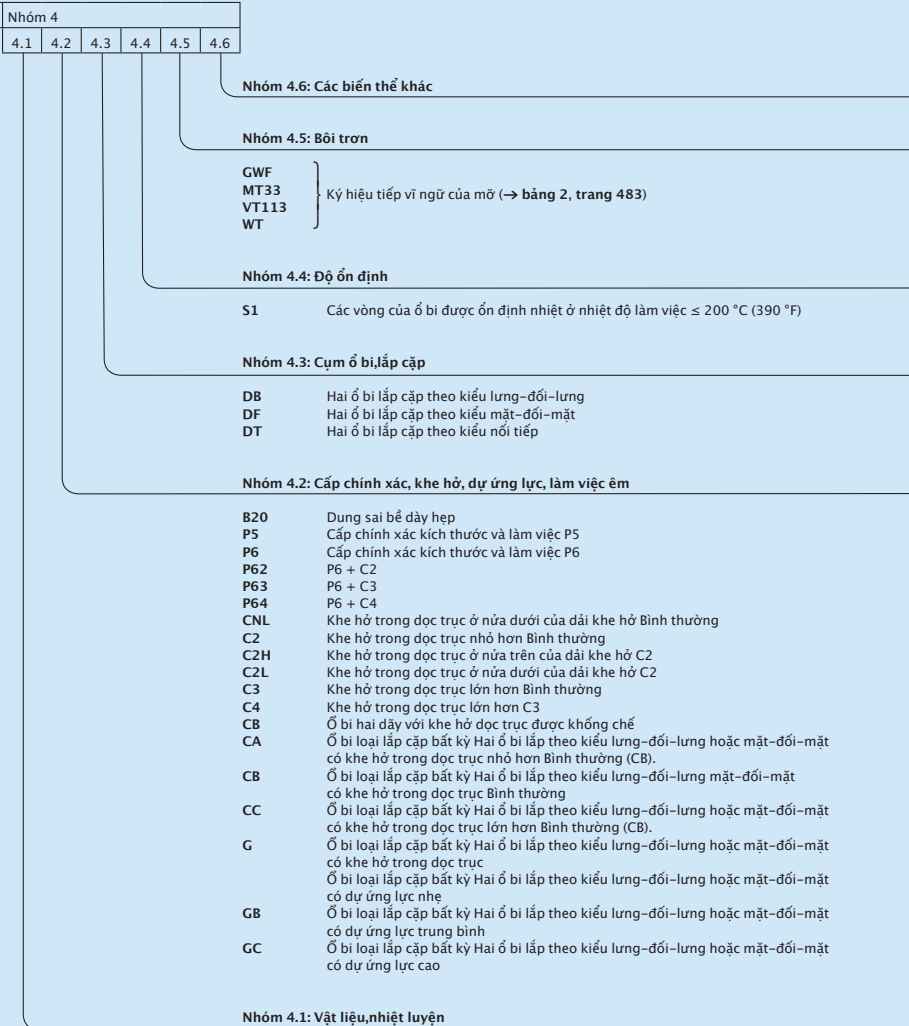 Nhóm 4
4.1 4.2 4.3 4.4 4.5 4.6
Nhóm 4.6: Các biến thể khác
Nhóm 4.5: Bôi trơn
GWF
MT33
VT113
WT
Ký hiệu tiếp vĩ ngữ của mỡ (→ bảng 2, trang 483)
Nhóm 4.4: Độ ổn định
S1 Các vòng của ổ bi được ổn định nhiệt ở nhiệt độ làm việc ≤ 200 °C (390 °F)
Nhóm 4.3: Cụm ổ bi,lắp cặp
DB Hai ổ bi lắp cặp theo kiểu lưng–đối–lưng
DF Hai ổ bi lắp cặp theo kiểu mặt–đối–mặt
DT Hai ổ bi lắp cặp theo kiểu nối tiếp
Nhóm 4.2: Cấp chính xác, khe hở, dự ứng lực, làm việc êm
B20 Dung sai bề dày hẹp
P5 Cấp chính xác kích thước và làm việc P5
P6 Cấp chính xác kích thước và làm việc P6
P62 P6 + C2
P63 P6 + C3
P64 P6 + C4
CNL Khe hở trong dọc trục ở nửa dưới của dải khe hở Bình thường
C2 Khe hở trong dọc trục nhỏ hơn Bình thường
C2H Khe hở trong dọc trục ở nửa trên của dải khe hở C2
C2L Khe hở trong dọc trục ở nửa dưới của dải khe hở C2
C3 Khe hở trong dọc trục lớn hơn Bình thường
C4 Khe hở trong dọc trục lớn hơn C3
CB Ổ bi hai dãy với khe hở dọc trục được khống chế
CA Ổ bi loại lắp cặp bất kỳ Hai ổ bi lắp theo kiểu lưng–đối–lưng hoặc mặt–đối–mặt
có khe hở trong dọc trục nhỏ hơn Bình thường (CB).
CB Ổ bi loại lắp cặp bất kỳ Hai ổ bi lắp theo kiểu lưng–đối–lưng mặt–đối–mặt
có khe hở trong dọc trục Bình thường
CC Ổ bi loại lắp cặp bất kỳ Hai ổ bi lắp theo kiểu lưng–đối–lưng hoặc mặt–đối–mặt
có khe hở trong dọc trục lớn hơn Bình thường (CB).
G Ổ bi loại lắp cặp bất kỳ Hai ổ bi lắp theo kiểu lưng–đối–lưng hoặc mặt–đối–mặt
có khe hở trong dọc trục
Ổ bi loại lắp cặp bất kỳ Hai ổ bi lắp theo kiểu lưng–đối–lưng hoặc mặt–đối–mặt
có dự ứng lực nhẹ
GB Ổ bi loại lắp cặp bất kỳ Hai ổ bi lắp theo kiểu lưng–đối–lưng hoặc mặt–đối–mặt
có dự ứng lực trung bình
GC Ổ bi loại lắp cặp bất kỳ Hai ổ bi lắp theo kiểu lưng–đối–lưng hoặc mặt–đối–mặt
có dự ứng lực cao
Nhóm 4.1: Vật liệu,nhiệt luyện